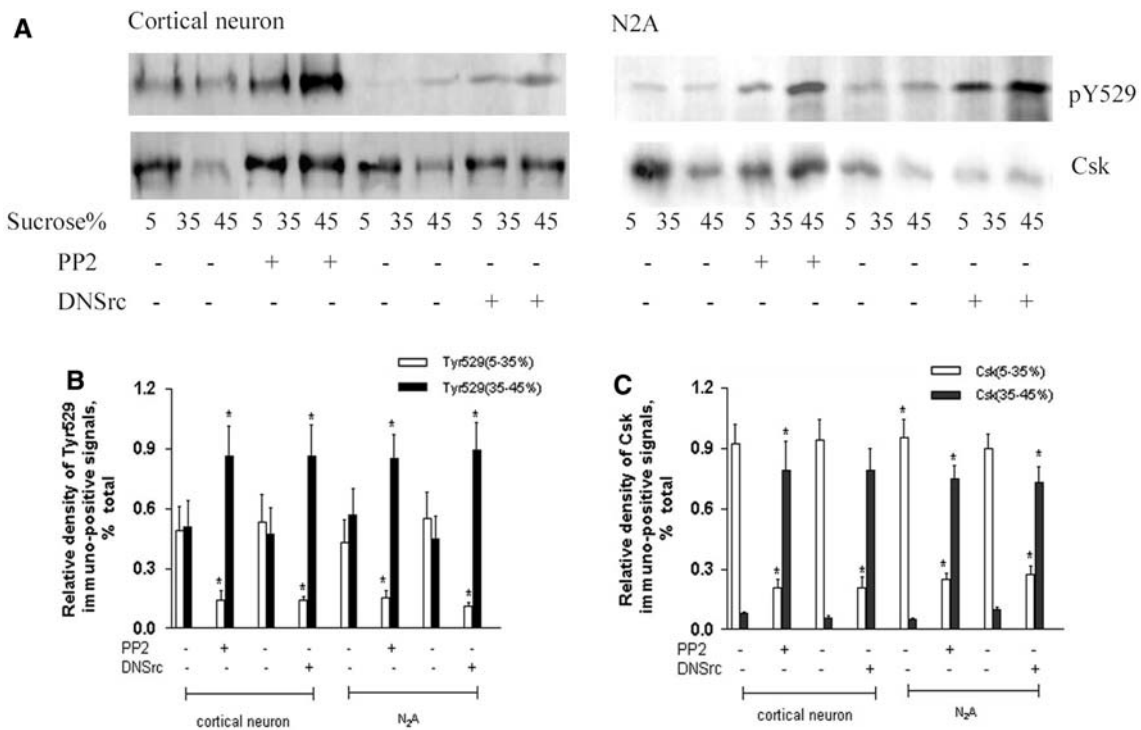 A
Cortical neuron
N2A
pY529
Csk
Sucrose% 5 35 45 5 35 45 5 35 45 5 35 45 5 35 45 5 35 45 5 35 45 5 35 45
PP2 - - + + - - - - - - + + - - - -
DNSrc - - - - - - + + - - - - - - + +
B
Tyr529(5-35%)
Tyr529(35-45%)
Relative density of Tyr529
immuno-positive signals,
% total
1.2
0.9
0.6
0.3
0.0
* * * * * * * *
PP2 - + - - - + - -
DNSrc - - - + - - - +
cortical neuron
N2A
C
Csk(5-35%)
Csk(35-45%)
Relative density of Csk
immuno-positive signals,
% total
1.2
0.9
0.6
0.3
0.0
* * * * * * * *
PP2 - + - - - + - -
DNSrc - - - + - - - +
cortical neuron
N2A